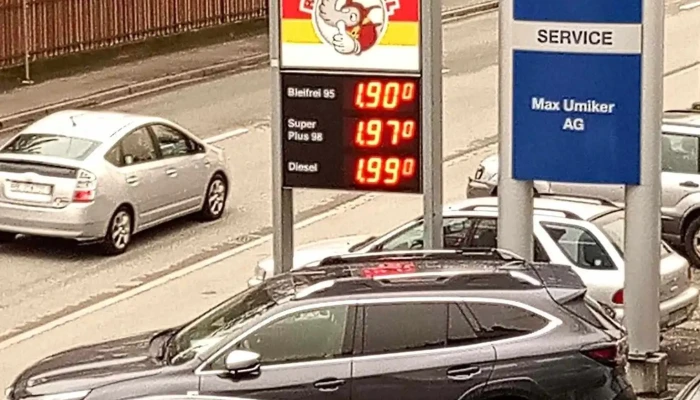 Bleifrei 95 1.90⁰
Super
Plus 98 1.97⁰
Diesel 1.99⁰
SERVICE
Max Umiker
AG